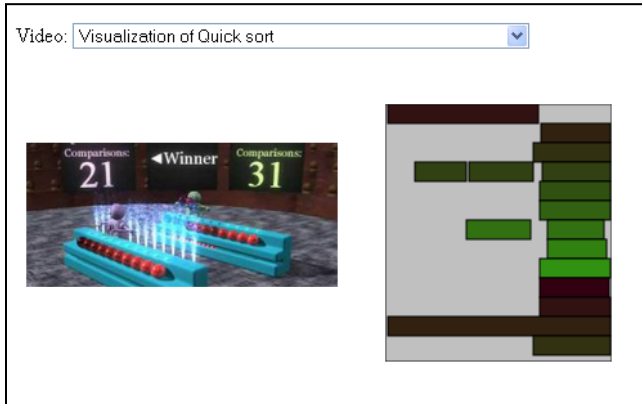 Video: Visualization of Quick sort
Comparisons:
21
◄Winner
Comparisons:
31